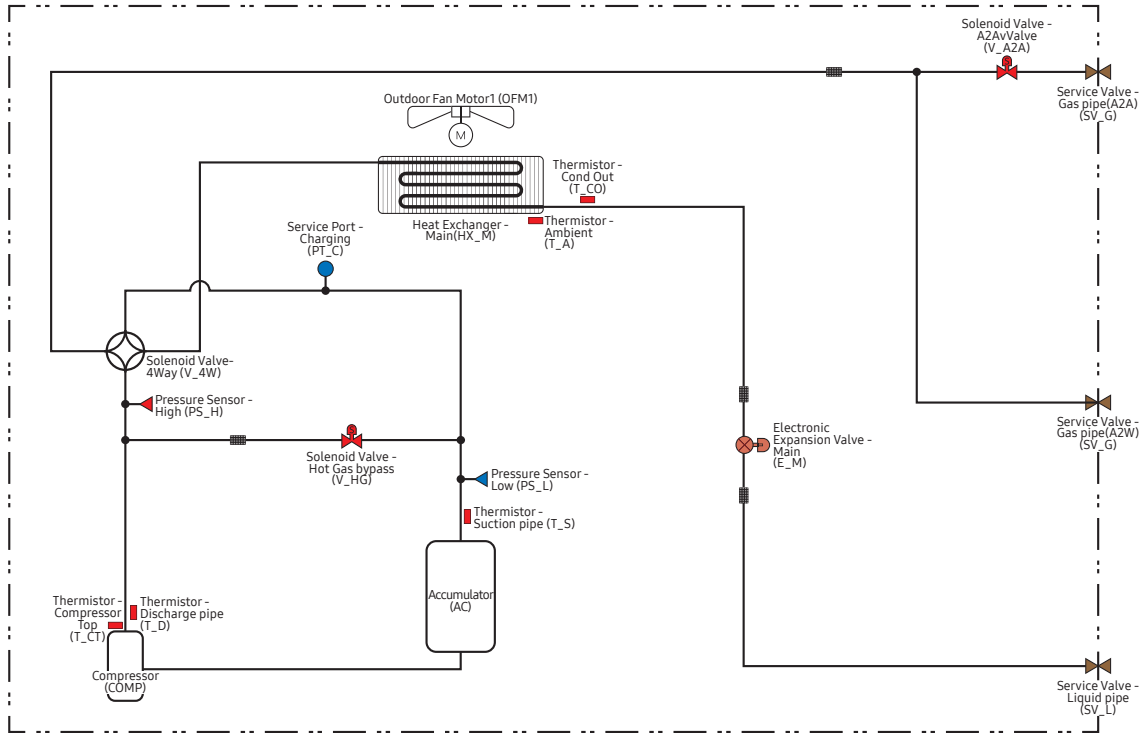 Solenoid Valve -
A2AvValve
(V_A2A)
S
Service Valve -
Gas pipe(A2A)
(SV_G)
Outdoor Fan Motor1 (OFM1)
M
Thermistor -
Cond Out
(T_CO)
Heat Exchanger -
Main(HX_M)
Thermistor -
Ambient
(T_A)
Service Port -
Charging
(PT_C)
Solenoid Valve-
4Way (V_4W)
Pressure Sensor -
High (PS_H)
S
Solenoid Valve -
Hot Gas bypass
(V_HG)
Pressure Sensor -
Low (PS_L)
Thermistor -
Suction pipe (T_S)
Electronic
Expansion Valve -
Main
(E_M)
Service Valve -
Gas pipe(A2W)
(SV_G)
Accumulator
(AC)
Thermistor -
Compressor
Top
(T_CT)
Thermistor -
Discharge pipe
(T_D)
Compressor
(COMP)
Service Valve -
Liquid pipe
(SV_L)